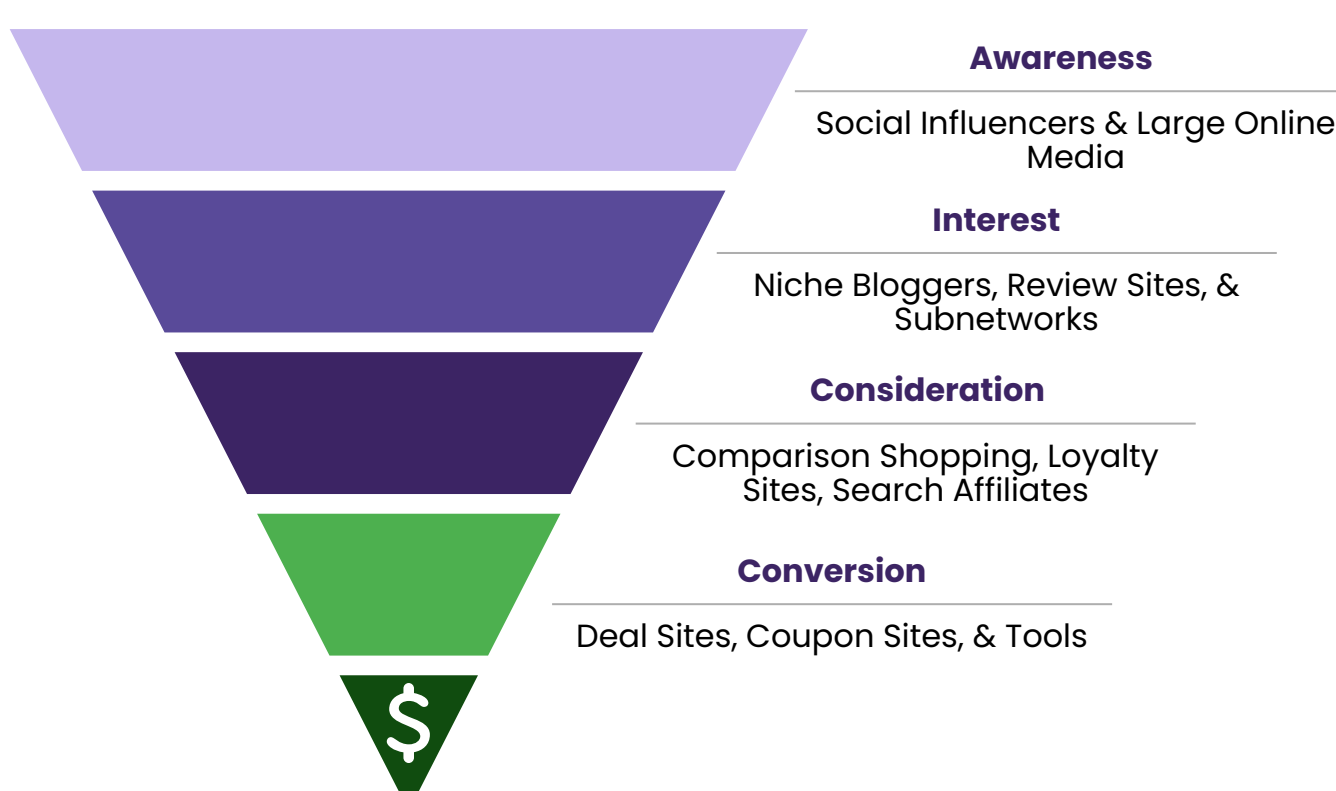 Awareness
Social Influencers & Large Online
Media
Interest
Niche Bloggers, Review Sites, &
Subnetworks
Consideration
Comparison Shopping, Loyalty
Sites, Search Affiliates
Conversion
Deal Sites, Coupon Sites, & Tools
$